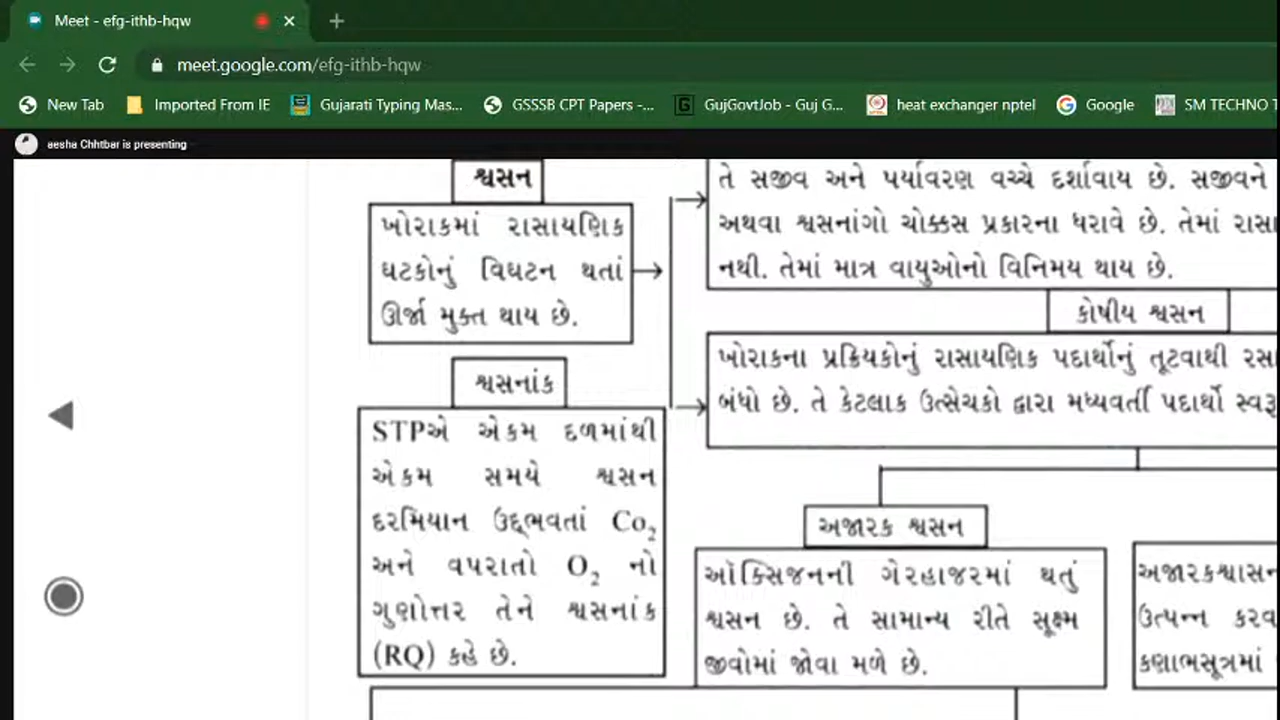 Meet - efg-ithb-hqw
meet.google.com/efg-ithb-hqw
New Tab Imported From IE Gujarati Typing Mas... GSSSB CPT Papers -... GujGovtJob - Guj G... heat exchanger nptel Google SM TECHNO T
aesha Chhtbar is presenting
શ્વસન
ખોરાકમાં રાસાયણિક
ઘટકોનું વિઘટન થતાં
ઊર્જા મુક્ત થાય છે.
તે સજીવ અને પર્યાવરણ વચ્ચે દર્શાવાય છે. સજીવને
અથવા શ્વસનાંગો ચોક્કસ પ્રકારના ધરાવે છે. તેમાં રાસા
નથી. તેમાં માત્ર વાયુઓનો વિનિમય થાય છે.
કોષીય શ્વસન
ખોરાકના પ્રક્રિયકોનું રાસાયણિક પદાર્થોનું તૂટવાથી રસા
બંધો છે. તે કેટલાક ઉત્સેચકો દ્વારા મધ્યવર્તી પદાર્થો સ્વરૂ
શ્વસનાંક
STPએ એકમ દળમાંથી
એકમ સમયે શ્વસન
દરમિયાન ઉદ્દભવતાં Co₂
અને વપરાતો O₂ નો
ગુણોત્તર તેને શ્વસનાંક
(RQ) કહે છે.
અજારક શ્વસન
ઑક્સિજનની ગેરહાજરમાં થતું
શ્વસન છે. તે સામાન્ય રીતે સૂક્ષ્મ
જીવોમાં જોવા મળે છે.
અજારકશ્વાસન
ઉત્પન્ન કરવ
કણાભસૂત્રમાં